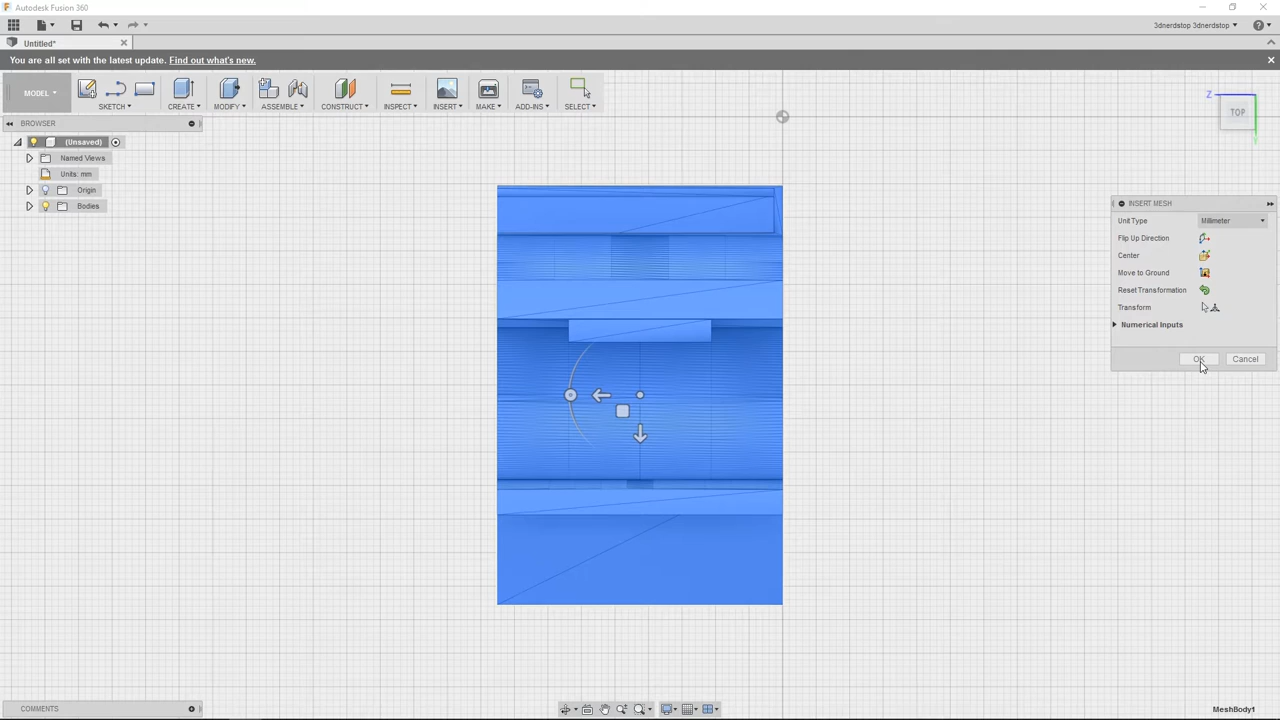 Autodesk Fusion 360
3dnerdstop 3dnerdstop
Untitled*
You are all set with the latest update. Find out what's new.
MODEL
SKETCH
CREATE
MODIFY
ASSEMBLE
CONSTRUCT
INSPECT
INSERT
MAKE
ADD-INS
SELECT
BROWSER
(Unsaved)
Named Views
Units: mm
Origin
Bodies
Z
TOP
INSERT MESH
Unit Type Millimeter
Flip Up Direction
Center
Move to Ground
Reset Transformation
Transform
Numerical Inputs
OK Cancel
COMMENTS
MeshBody1